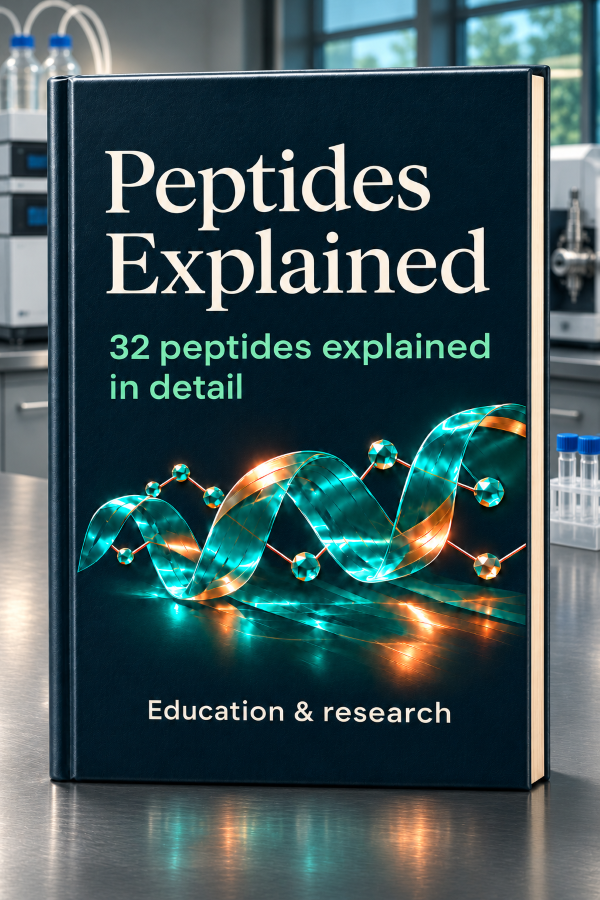 Peptides
Explained
32 peptides explained
in detail
Education & research